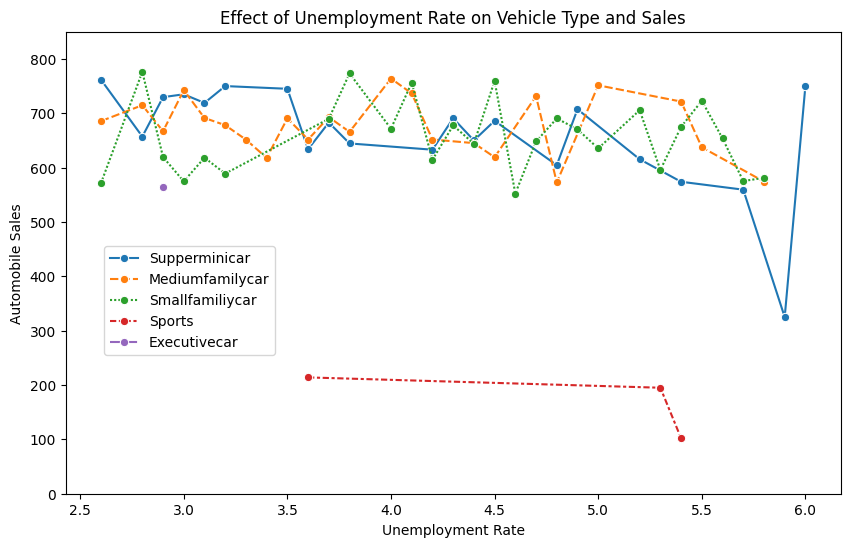 Effect of Unemployment Rate on Vehicle Type and Sales
Automobile Sales
800
700
600
500
400
300
200
100
0
Supperminicar
Mediumfamilycar
Smallfamiliycar
Sports
Executivecar
2.5 3.0 3.5 4.0 4.5 5.0 5.5 6.0
Unemployment Rate